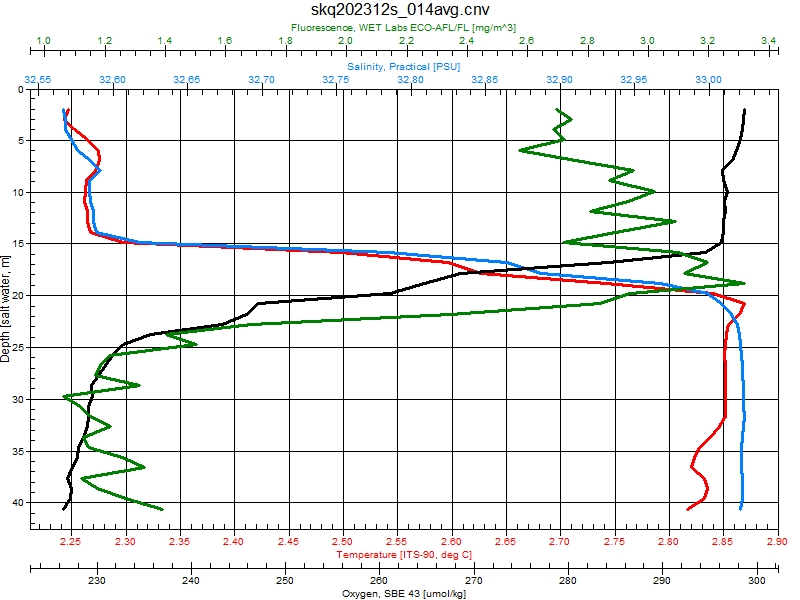 skq202312s_014avg.cnv
Fluorescence, WET Labs ECO-AFL/FL [mg/m^3]
1.0 1.2 1.4 1.6 1.8 2.0 2.2 2.4 2.6 2.8 3.0 3.2 3.4
Salinity, Practical [PSU]
32.55 32.60 32.65 32.70 32.75 32.80 32.85 32.90 32.95 33.00
0
5
10
15
20
25
30
35
40
Depth [salt water, m]
2.25 2.30 2.35 2.40 2.45 2.50 2.55 2.60 2.65 2.70 2.75 2.80 2.85 2.90
Temperature [ITS-90, deg C]
230 240 250 260 270 280 290 300
Oxygen, SBE 43 [umol/kg]